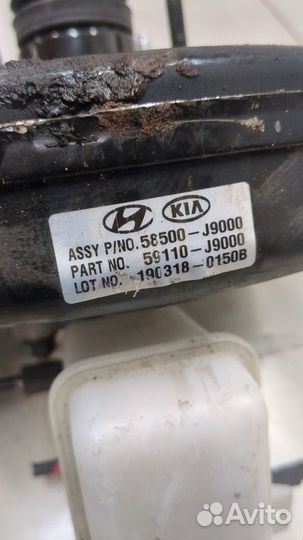 KIA
ASSY P/NO. 58500-J9000
PART NO. 59110-J9000
LOT NO. 190318-0150B
Avito